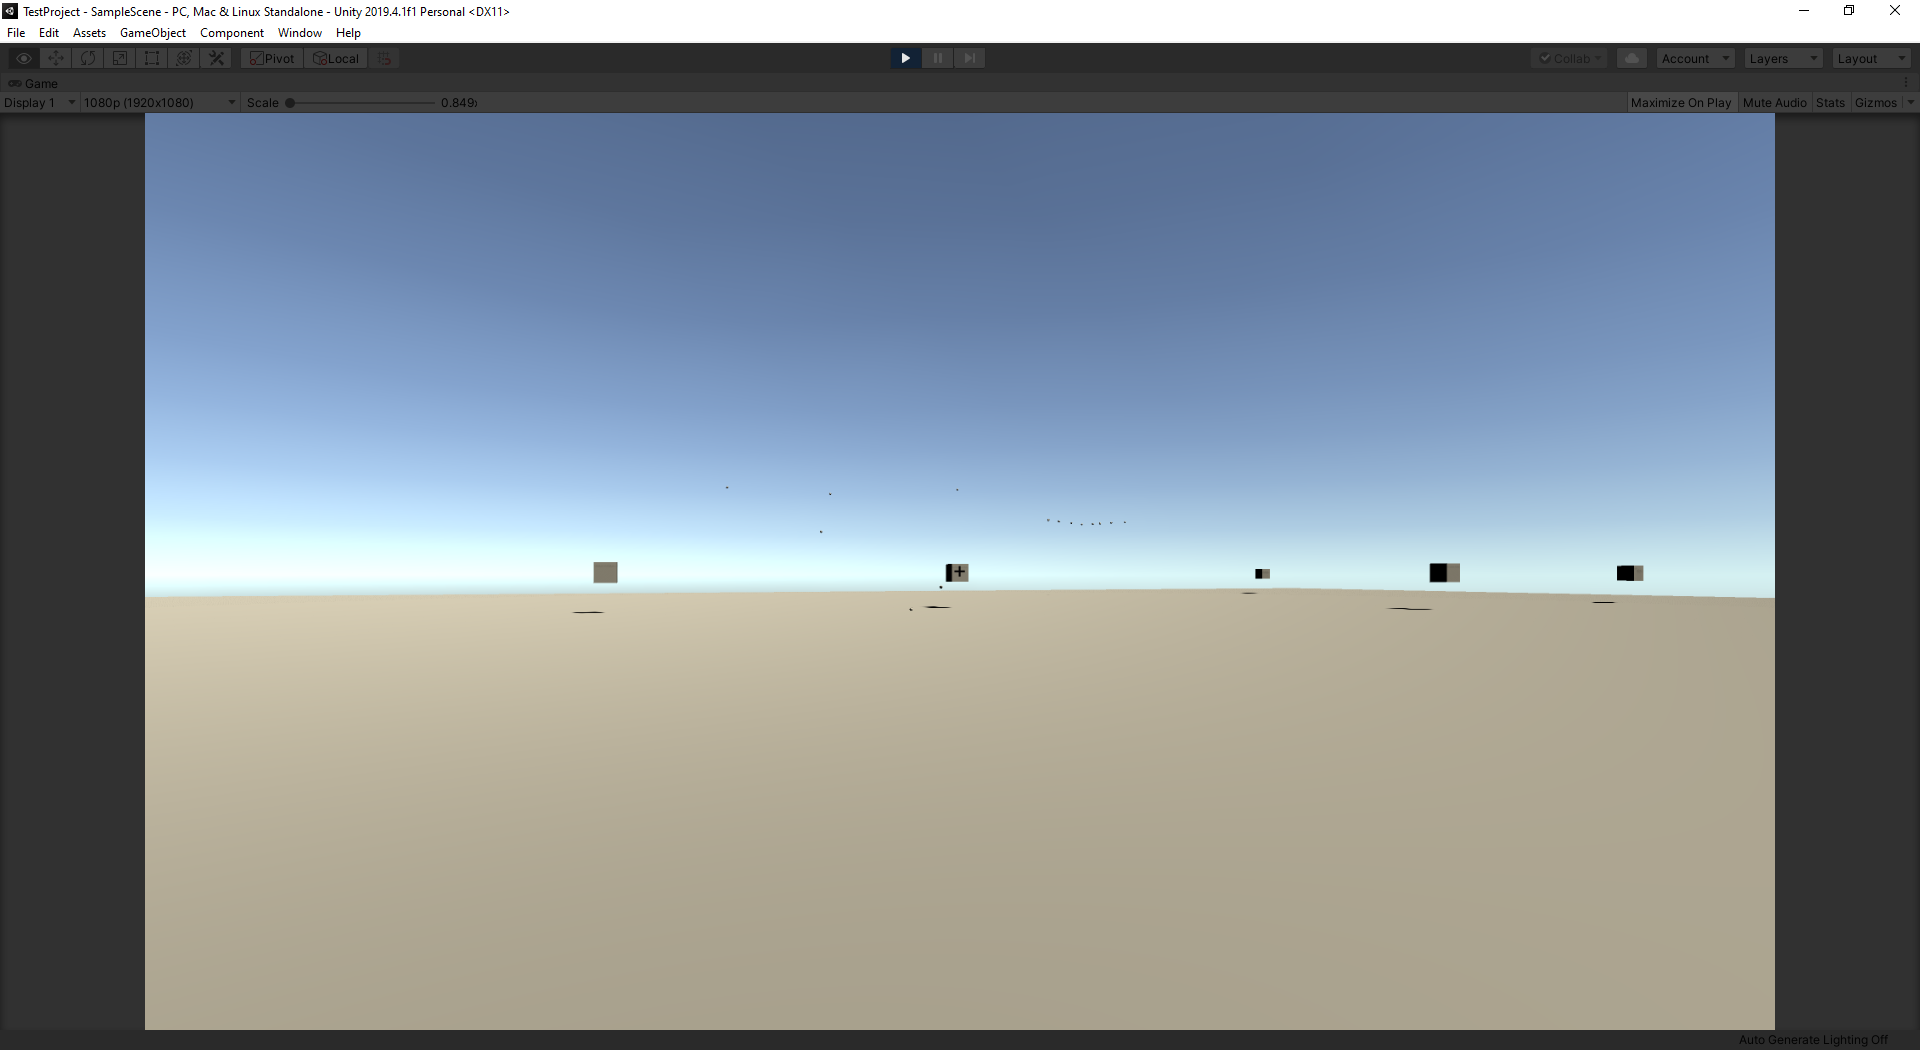 TestProject - SampleScene - PC, Mac & Linux Standalone - Unity 2019.4.1f1 Personal <DX11>
File Edit Assets GameObject Component Window Help
Pivot Local Collab Account Layers Layout
Game
Display 1 1080p (1920x1080) Scale 0.849x Maximize On Play Mute Audio Stats Gizmos
Auto Generate Lighting Off